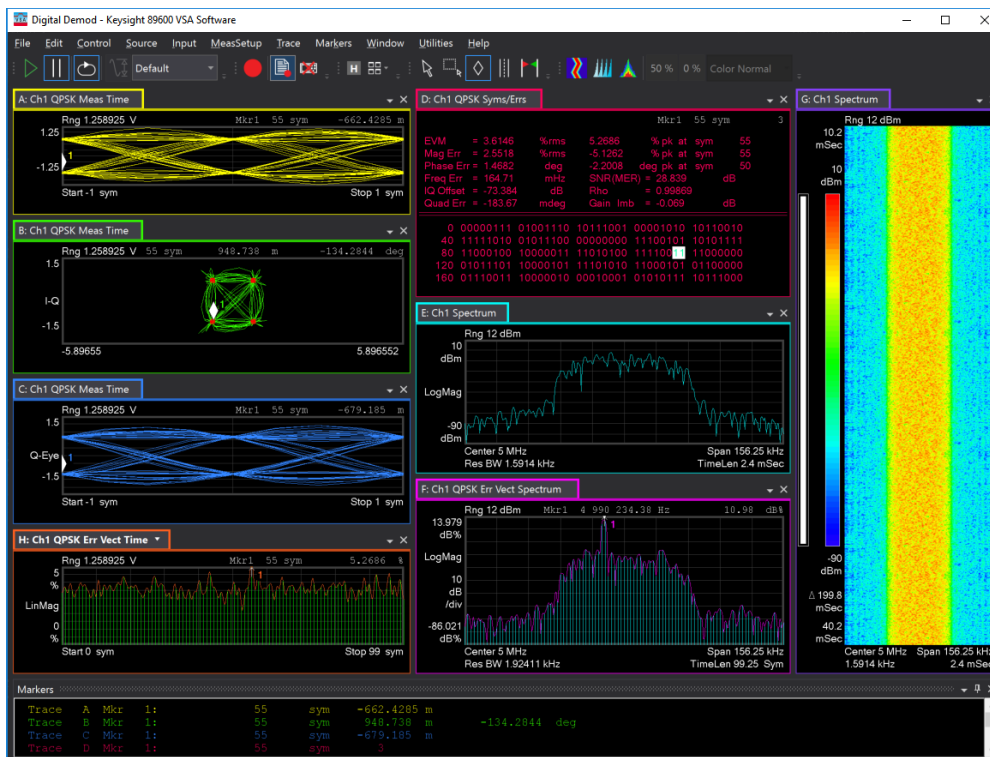 Digital Demod - Keysight 89600 VSA Software
File Edit Control Source Input MeasSetup Trace Markers Window Utilities Help
Default
H
50 % 0 % Color Normal
A: Ch1 QPSK Meas Time
Rng 1.258925 V Mkr1 55 sym -662.4285 m
1.25
1
-1.25
Start -1 sym Stop 1 sym
B: Ch1 QPSK Meas Time
Rng 1.258925 V 55 sym 948.738 m -134.2844 deg
1.5
I-Q
1
-1.5
-5.89655 5.896552
C: Ch1 QPSK Meas Time
Rng 1.258925 V Mkr1 55 sym -679.185 m
1.5
Q-Eye 1
-1.5
Start -1 sym Stop 1 sym
H: Ch1 QPSK Err Vect Time
Rng 1.258925 V Mkr1 55 sym 5.2686 %
5
1
%
LinMag
0
%
Start 0 sym Stop 99 sym
D: Ch1 QPSK Syms/Errs
Mkr1 55 sym 3
EVM = 3.6146 %rms 5.2686 % pk at sym 55
Mag Err = 2.5518 %rms -5.1262 % pk at sym 55
Phase Err = 1.4682 deg -2.2008 deg pk at sym 50
Freq Err = 164.71 mHz SNR(MER) = 28.839 dB
IQ Offset = -73.384 dB Rho = 0.99869
Quad Err = -183.67 mdeg Gain Imb = -0.069 dB
0 00000111 01001110 10111001 00001010 10110010
40 11111010 01011100 00000000 11100101 10101111
80 11000100 10000011 11010100 11110011 11000000
120 01011101 10000101 11101010 11000101 01100000
160 01110011 10000010 00010001 01010111 10111000
E: Ch1 Spectrum
Rng 12 dBm
10
dBm
LogMag
-90
dBm
Center 5 MHz Span 156.25 kHz
Res BW 1.5914 kHz TimeLen 2.4 mSec
F: Ch1 QPSK Err Vect Spectrum
Rng 12 dBm Mkr1 4 990 234.38 Hz 10.98 dB%
13.979
1
dB%
LogMag
10
dB
/div
-86.021
dB%
Center 5 MHz Span 156.25 kHz
Res BW 1.92411 kHz TimeLen 99.25 Sym
G: Ch1 Spectrum
Rng 12 dBm
10.2
mSec
10
dBm
-90
dBm
Δ 199.8
mSec
40.2
mSec
Center 5 MHz Span 156.25 kHz
1.5914 kHz 2.4 mSec
Markers
Trace A Mkr 1: 55 sym -662.4285 m
Trace B Mkr 1: 55 sym 948.738 m -134.2844 deg
Trace C Mkr 1: 55 sym -679.185 m
Trace D Mkr 1: 55 sym 3